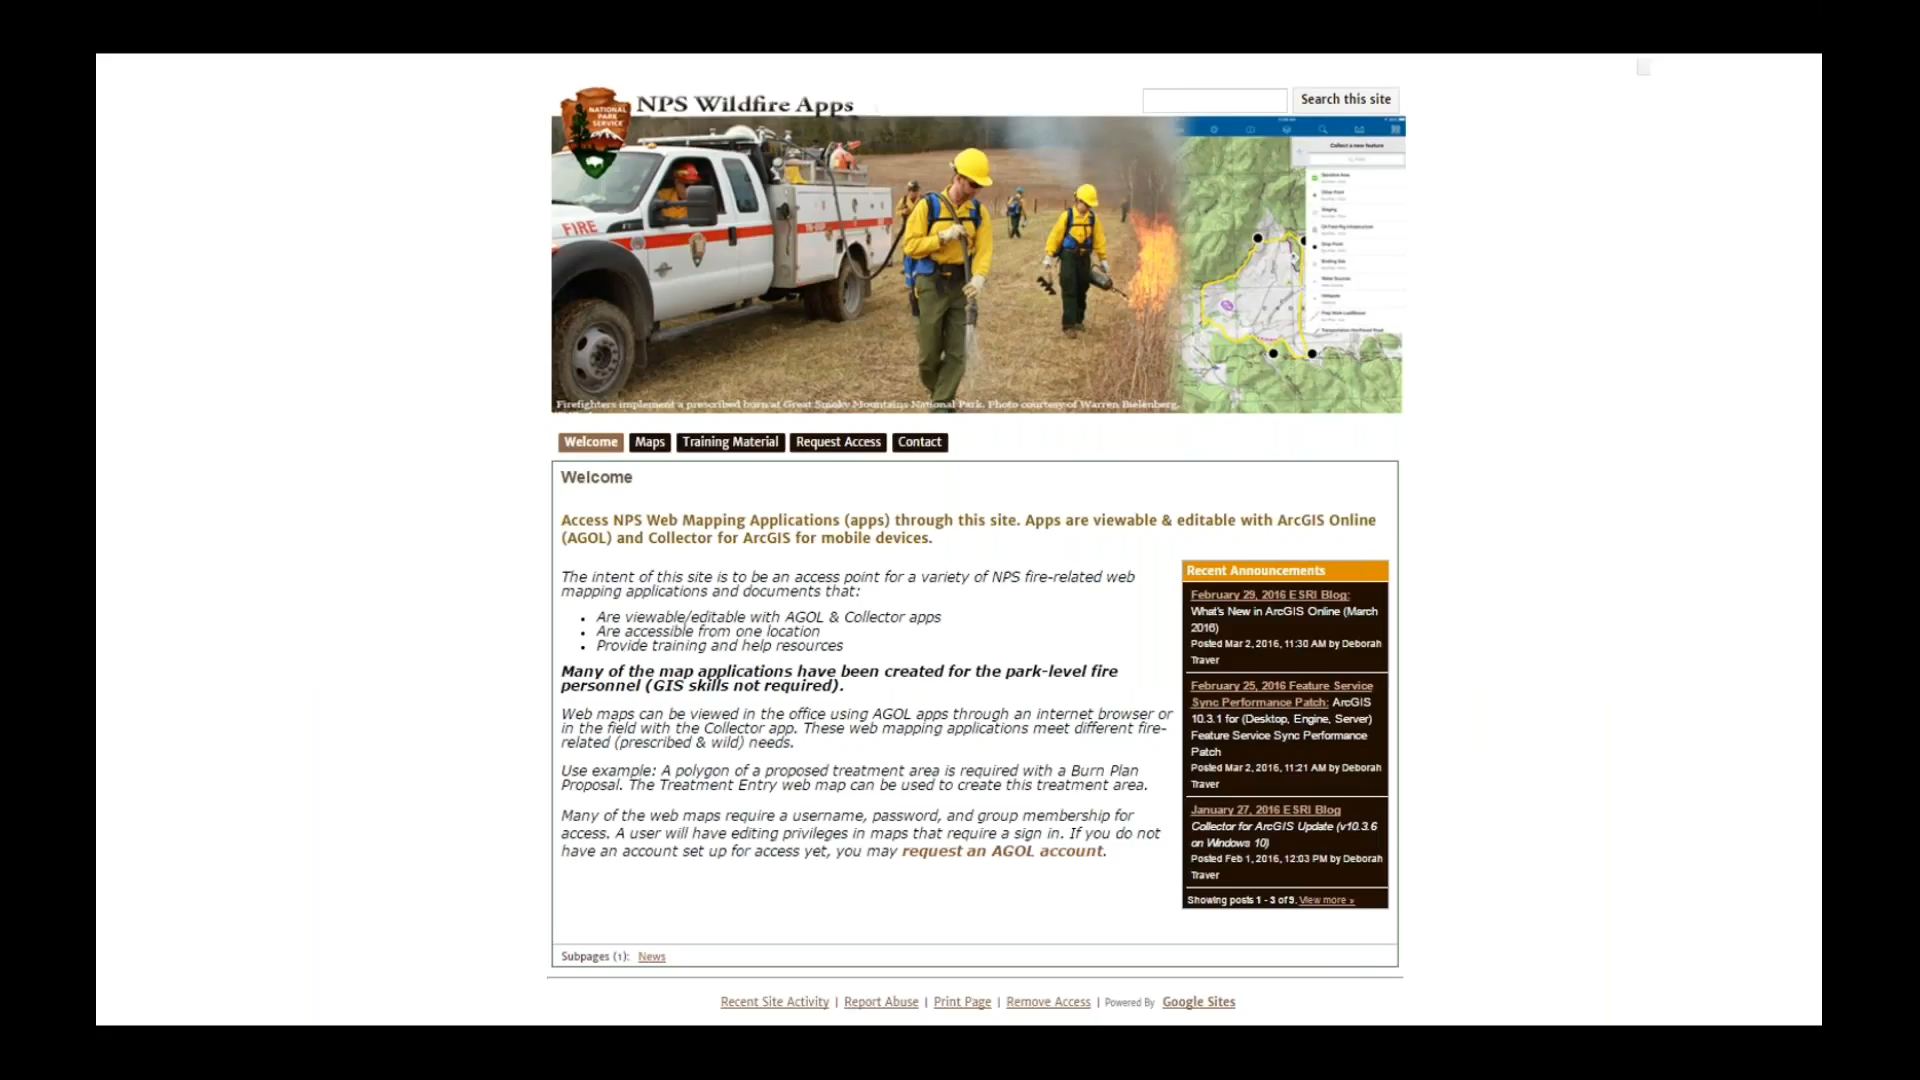 NPS Wildfire Apps
Search this site
NATIONAL
PARK
SERVICE
Collect a new feature
FIRE
Firefighters implement a prescribed burn at Great Smoky Mountains National Park. Photo courtesy of Warren Bielenberg.
Welcome Maps Training Material Request Access Contact
Welcome
Access NPS Web Mapping Applications (apps) through this site. Apps are viewable & editable with ArcGIS Online
(AGOL) and Collector for ArcGIS for mobile devices.
The intent of this site is to be an access point for a variety of NPS fire-related web
mapping applications and documents that:
• Are viewable/editable with AGOL & Collector apps
• Are accessible from one location
• Provide training and help resources
Many of the map applications have been created for the park-level fire
personnel (GIS skills not required).
Web maps can be viewed in the office using AGOL apps through an internet browser or
in the field with the Collector app. These web mapping applications meet different fire-
related (prescribed & wild) needs.
Use example: A polygon of a proposed treatment area is required with a Burn Plan
Proposal. The Treatment Entry web map can be used to create this treatment area.
Many of the web maps require a username, password, and group membership for
access. A user will have editing privileges in maps that require a sign in. If you do not
have an account set up for access yet, you may request an AGOL account.
Recent Announcements
February 29, 2016 ESRI Blog:
What's New in ArcGIS Online (March
2016)
Posted Mar 2, 2016, 11:30 AM by Deborah
Traver
February 25, 2016 Feature Service
Sync Performance Patch: ArcGIS
10.3.1 for (Desktop, Engine, Server)
Feature Service Sync Performance
Patch
Posted Mar 2, 2016, 11:21 AM by Deborah
Traver
January 27, 2016 ESRI Blog
Collector for ArcGIS Update (v10.3.6
on Windows 10)
Posted Feb 1, 2016, 12:03 PM by Deborah
Traver
Showing posts 1 - 3 of 9. View more »
Subpages (1): News
Recent Site Activity | Report Abuse | Print Page | Remove Access | Powered By Google Sites